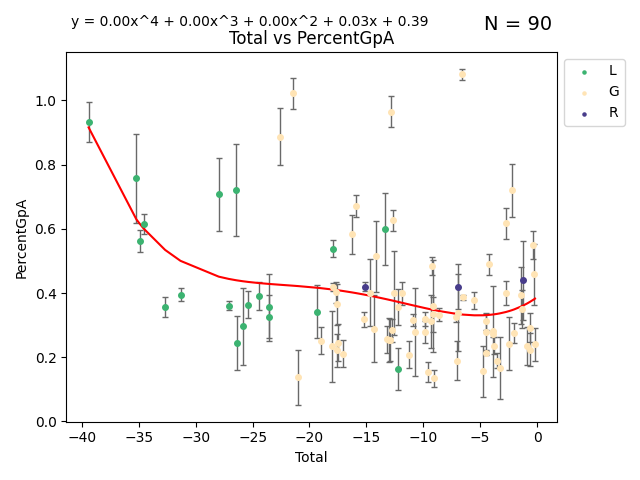 y = 0.00x^4 + 0.00x^3 + 0.00x^2 + 0.03x + 0.39
N = 90
Total vs PercentGpA
L
G
R
PercentGpA
1.0
0.8
0.6
0.4
0.2
0.0
−40 −35 −30 −25 −20 −15 −10 −5 0
Total